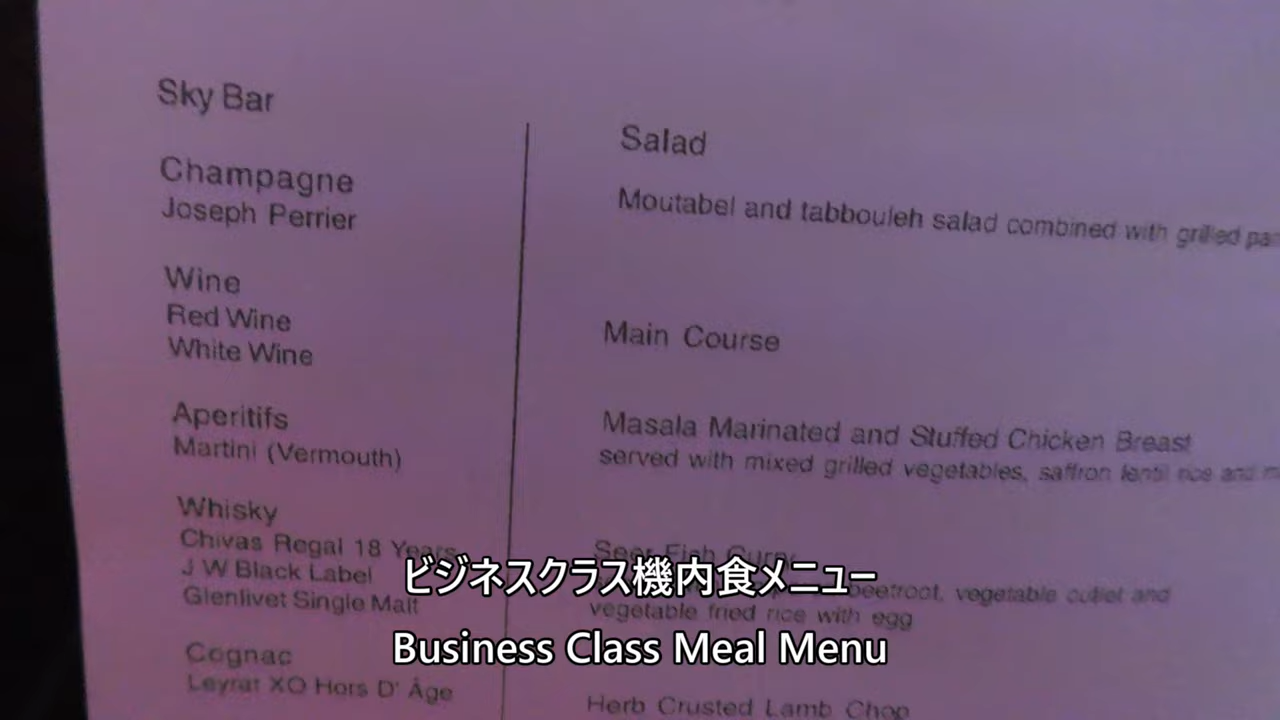 Sky Bar
Champagne
Joseph Perrier
Wine
Red Wine
White Wine
Aperitifs
Martini (Vermouth)
Whisky
Chivas Regal 18 Years
J W Black Label
Glenlivet Single Malt
Cognac
Leyrat XO Hors D' Âge
Salad
Moutabel and tabbouleh salad combined with grilled
Main Course
Masala Marinated and Stuffed Chicken Breast
served with mixed grilled vegetables, saffron lentil rice and
Seer Fish Curry
beetroot, vegetable cutlet and
vegetable fried rice with egg
Herb Crusted Lamb Chop
ビジネスクラス機内食メニュー
Business Class Meal Menu